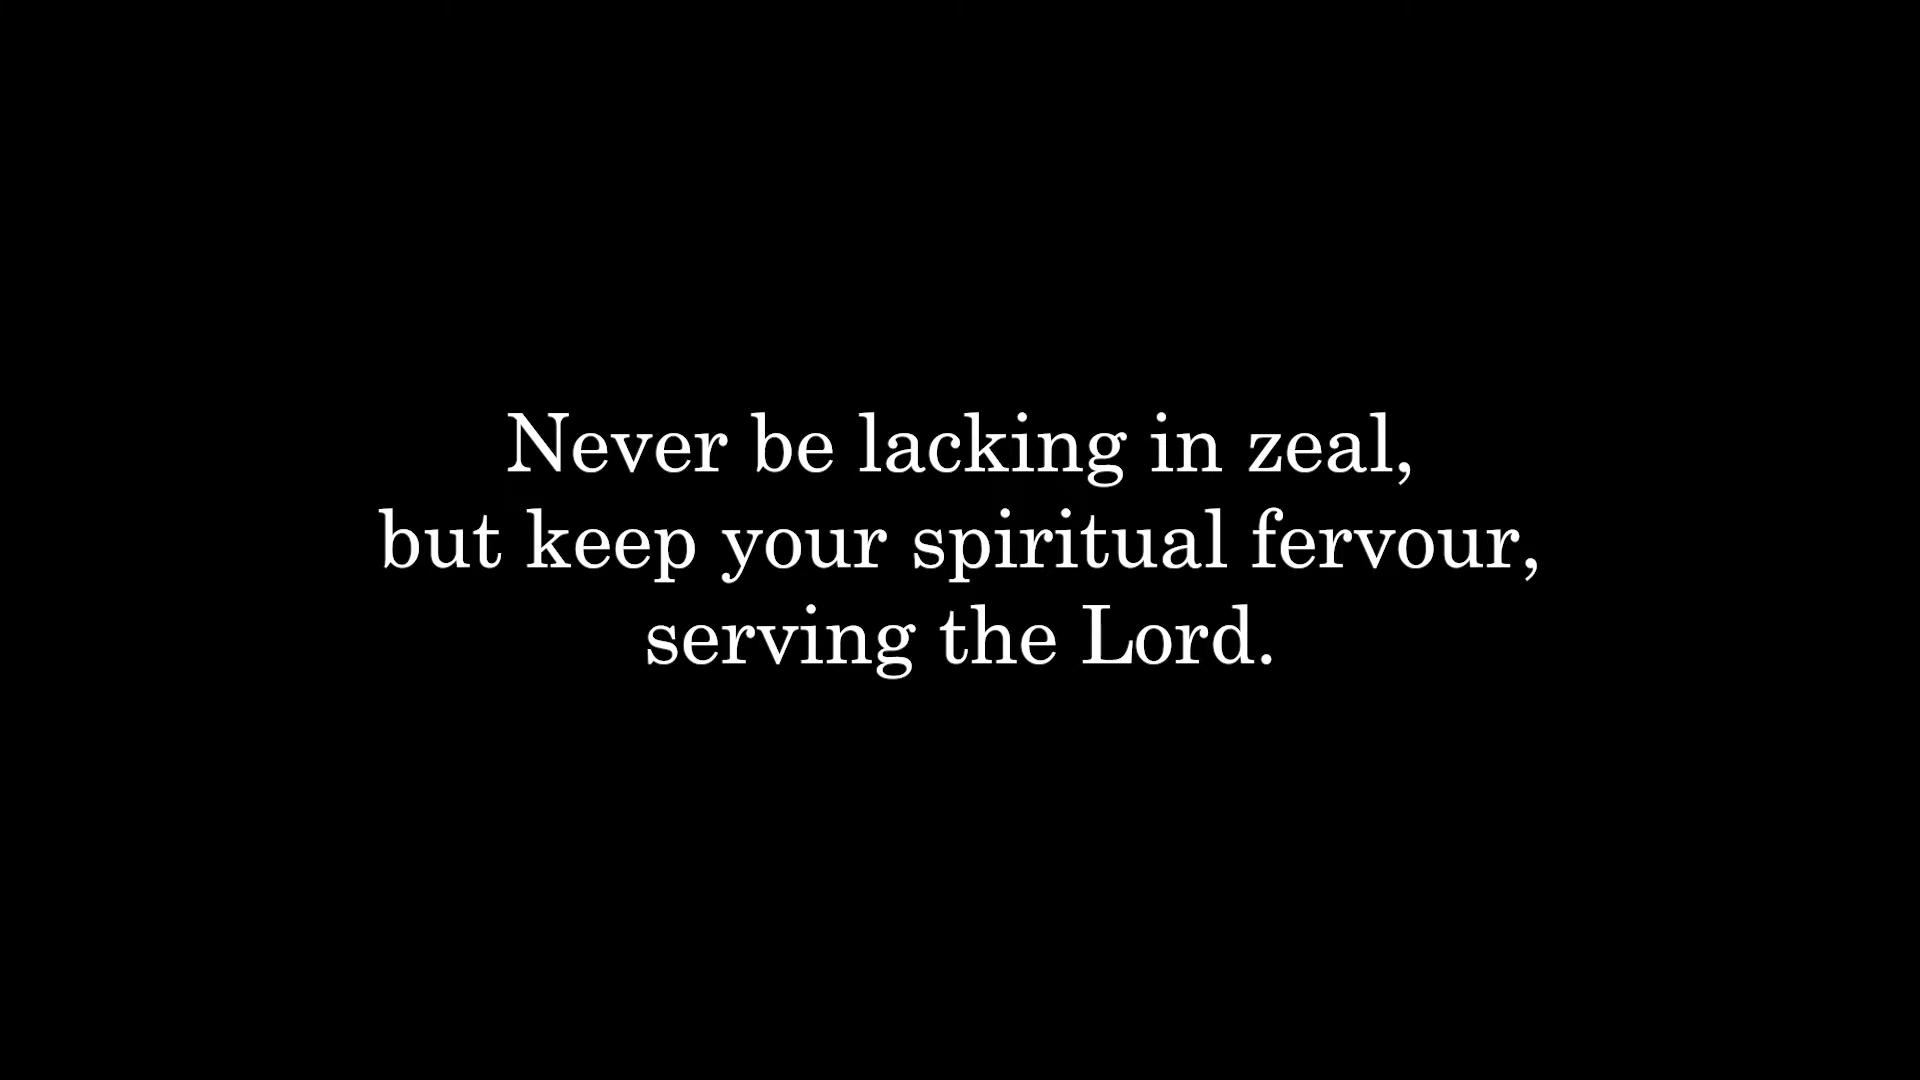 Never be lacking in zeal,
but keep your spiritual fervour,
serving the Lord.